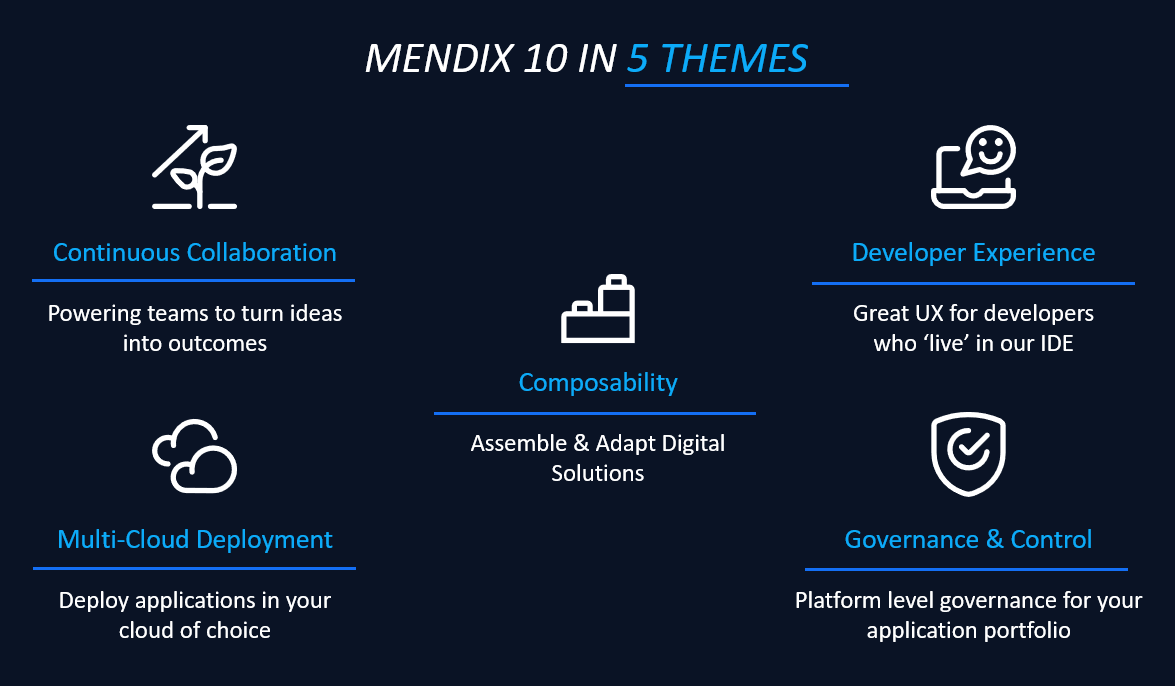 MENDIX 10 IN 5 THEMES
Continuous Collaboration
Powering teams to turn ideas
into outcomes
Developer Experience
Great UX for developers
who ‘live’ in our IDE
Composability
Assemble & Adapt Digital
Solutions
Multi-Cloud Deployment
Deploy applications in your
cloud of choice
Governance & Control
Platform level governance for your
application portfolio